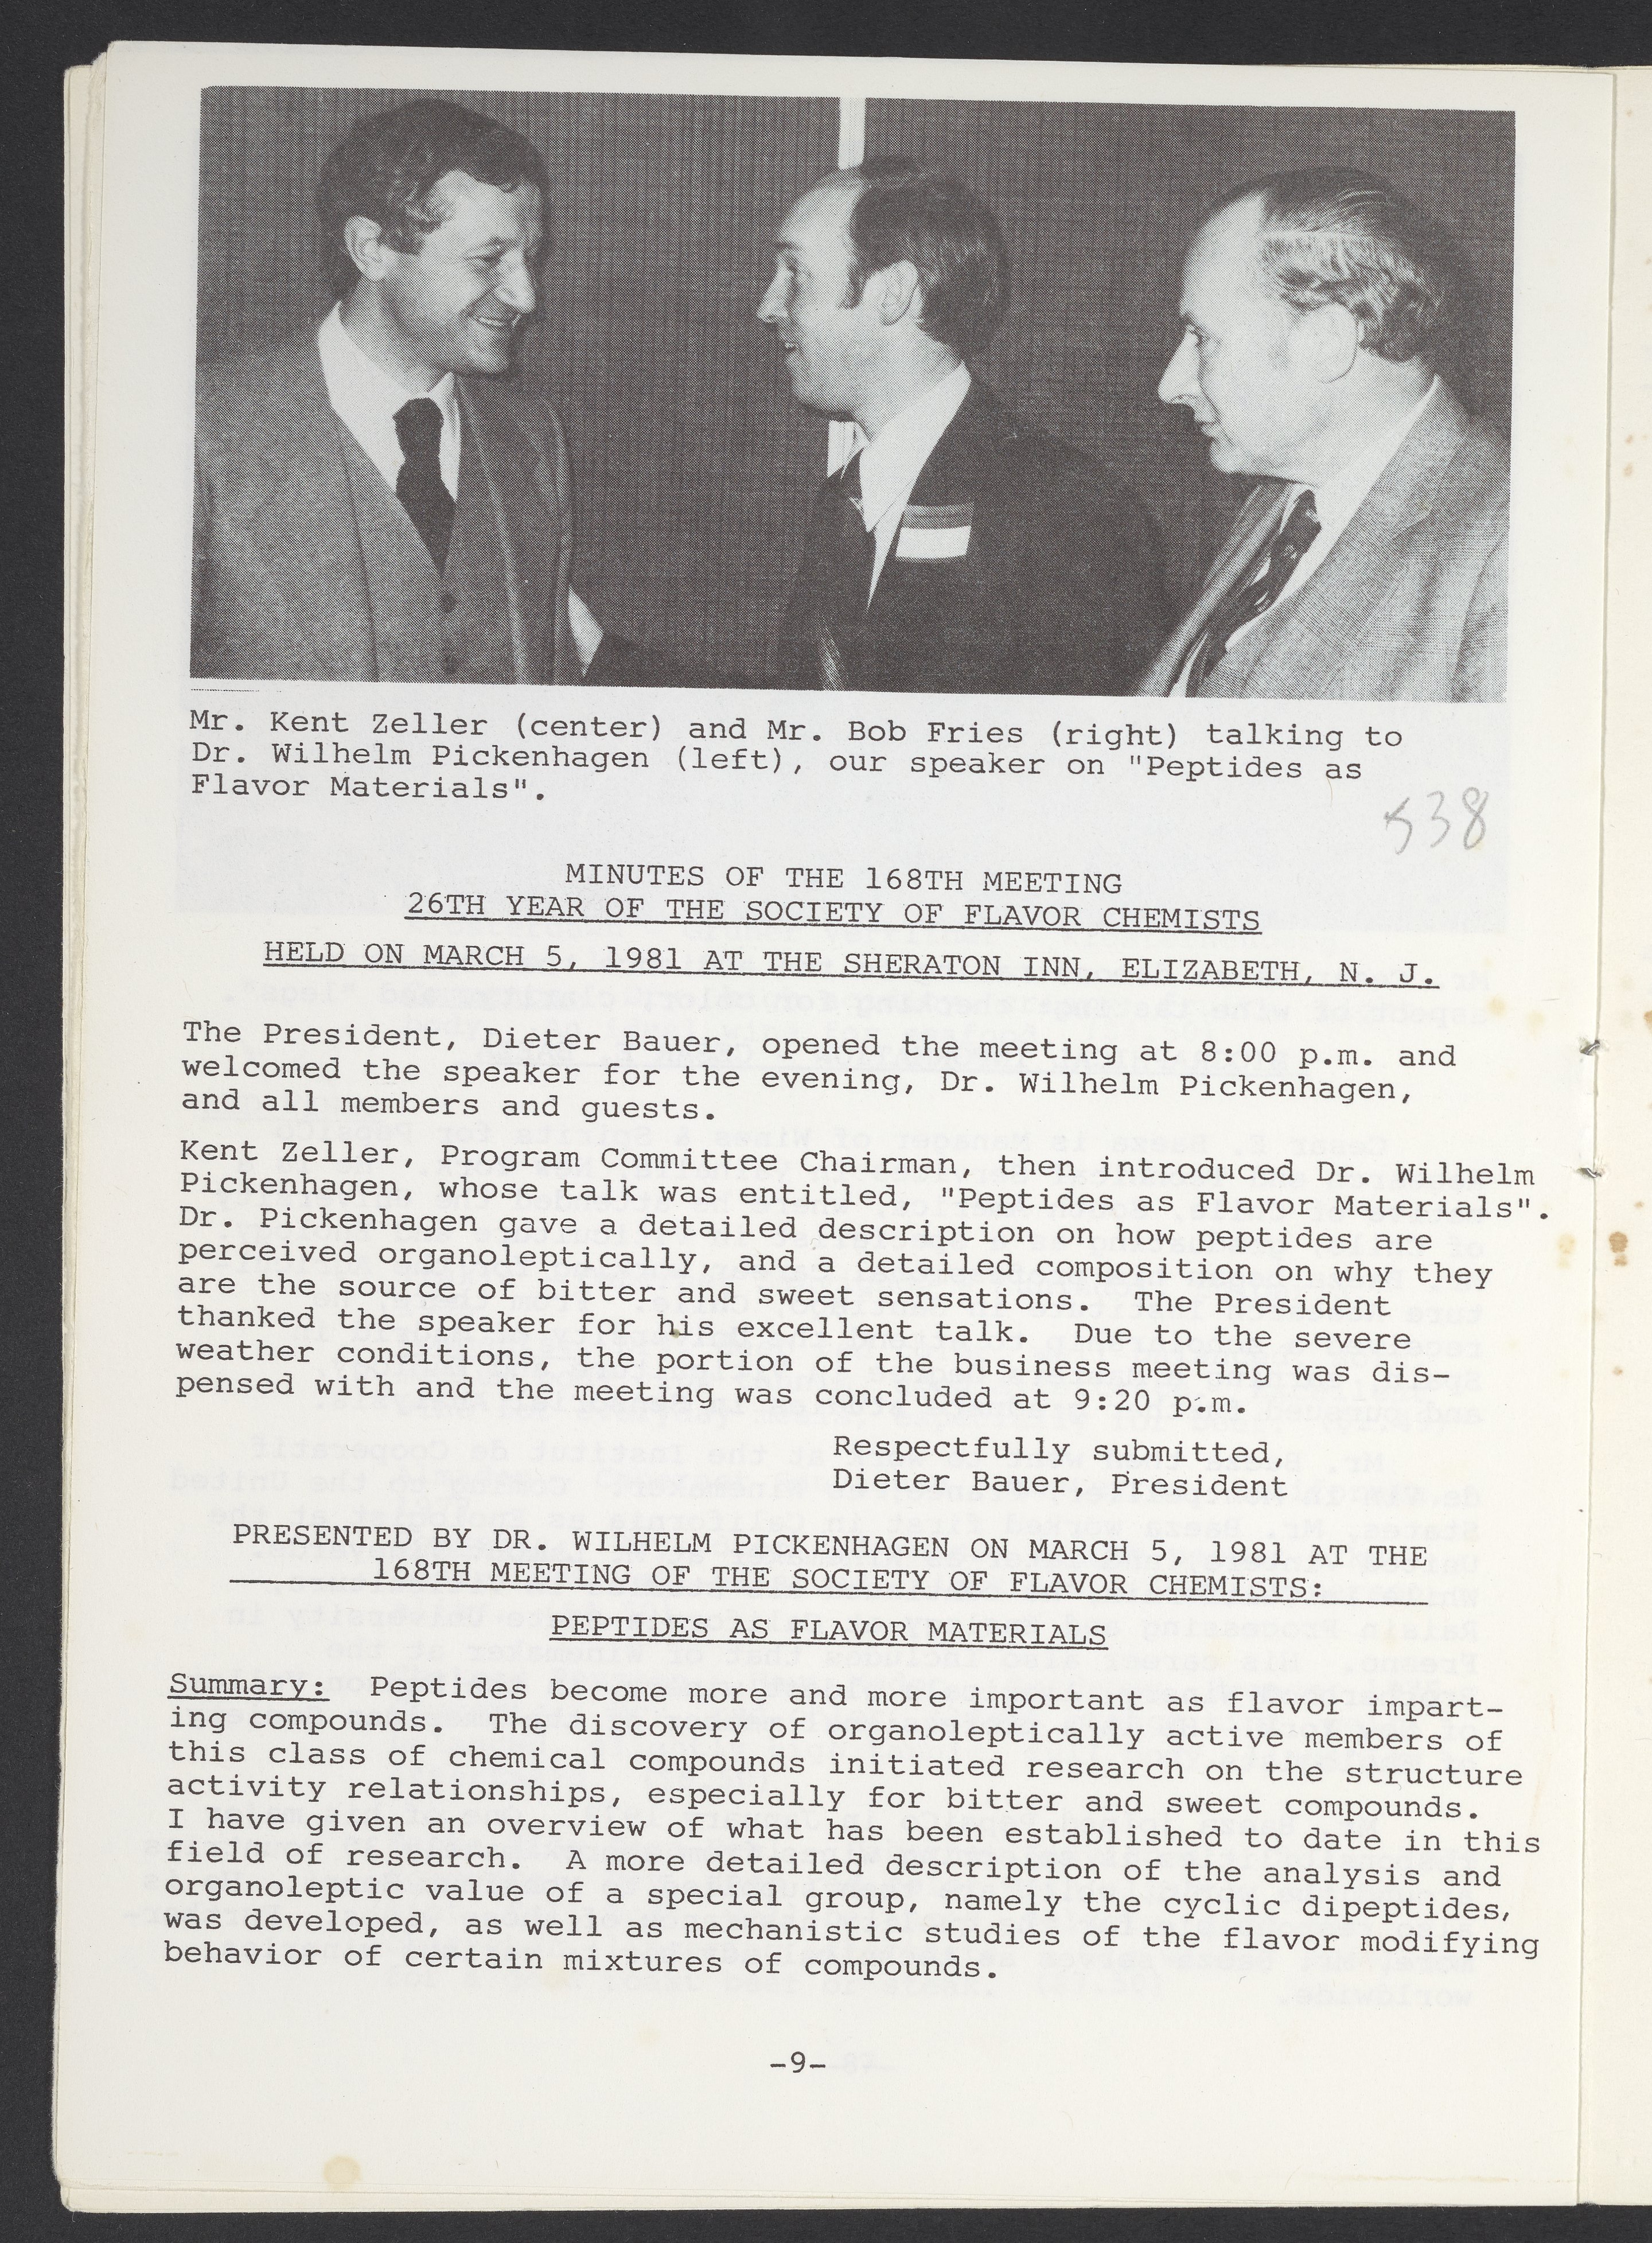 Mr. Kent Zeller (center) and Mr. Bob Fries (right) talking to
Dr. Wilhelm Pickenhagen (left), our speaker on "Peptides as
Flavor Materials".
538
MINUTES OF THE 168TH MEETING
26TH YEAR OF THE SOCIETY OF FLAVOR CHEMISTS
HELD ON MARCH 5, 1981 AT THE SHERATON INN, ELIZABETH, N. J.
The President, Dieter Bauer, opened the meeting at 8:00 p.m. and
welcomed the speaker for the evening, Dr. Wilhelm Pickenhagen,
and all members and guests.
Kent Zeller, Program Committee Chairman, then introduced Dr. Wilhelm
Pickenhagen, whose talk was entitled, "Peptides as Flavor Materials".
Dr. Pickenhagen gave a detailed description on how peptides are
perceived organoleptically, and a detailed composition on why they
are the source of bitter and sweet sensations. The President
thanked the speaker for his excellent talk. Due to the severe
weather conditions, the portion of the business meeting was dis-
pensed with and the meeting was concluded at 9:20 p.m.
Respectfully submitted,
Dieter Bauer, President
PRESENTED BY DR. WILHELM PICKENHAGEN ON MARCH 5, 1981 AT THE
168TH MEETING OF THE SOCIETY OF FLAVOR CHEMISTS:
PEPTIDES AS FLAVOR MATERIALS
Summary: Peptides become more and more important as flavor impart-
ing compounds. The discovery of organoleptically active members of
this class of chemical compounds initiated research on the structure
activity relationships, especially for bitter and sweet compounds.
I have given an overview of what has been established to date in this
field of research. A more detailed description of the analysis and
organoleptic value of a special group, namely the cyclic dipeptides,
was developed, as well as mechanistic studies of the flavor modifying
behavior of certain mixtures of compounds.
-9-